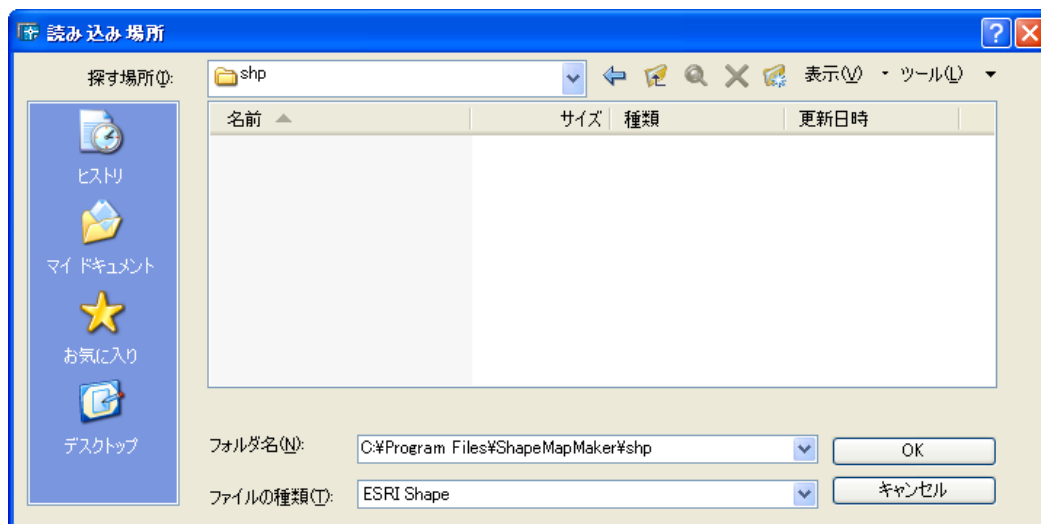 読み込み場所
探す場所(I):
shp
表示(V)
ツール(L)
名前
サイズ
種類
更新日時
ヒストリ
マイ ドキュメント
お気に入り
デスクトップ
フォルダ名(N):
C:¥Program Files¥ShapeMapMaker¥shp
OK
ファイルの種類(T):
ESRI Shape
キャンセル